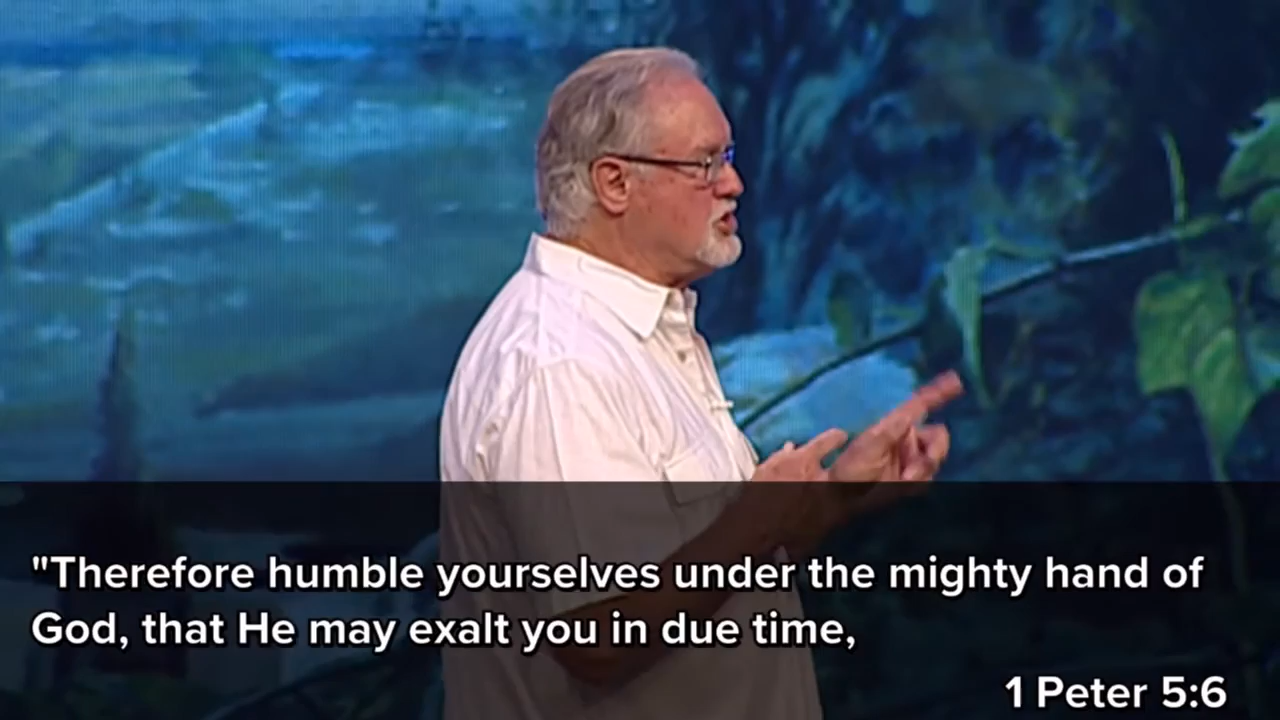 "Therefore humble yourselves under the mighty hand of
God, that He may exalt you in due time,
1 Peter 5:6